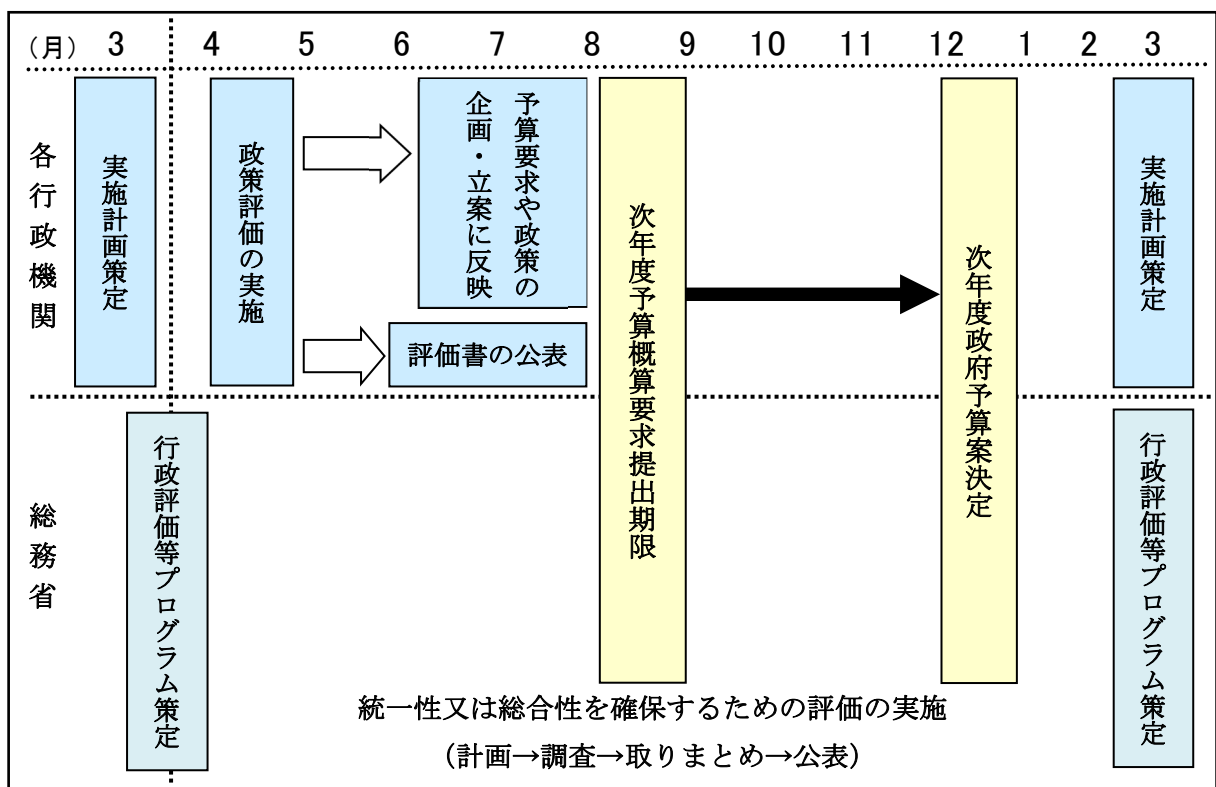 (月) 3 4 5 6 7 8 9 10 11 12 1 2 3
各行政機関
実施計画策定
政策評価の実施
予算要求や政策の
企画・立案に反映
評価書の公表
次年度予算概算要求提出期限
次年度政府予算案決定
実施計画策定
総務省
行政評価等プログラム策定
統一性又は総合性を確保するための評価の実施
(計画→調査→取りまとめ→公表)
行政評価等プログラム策定